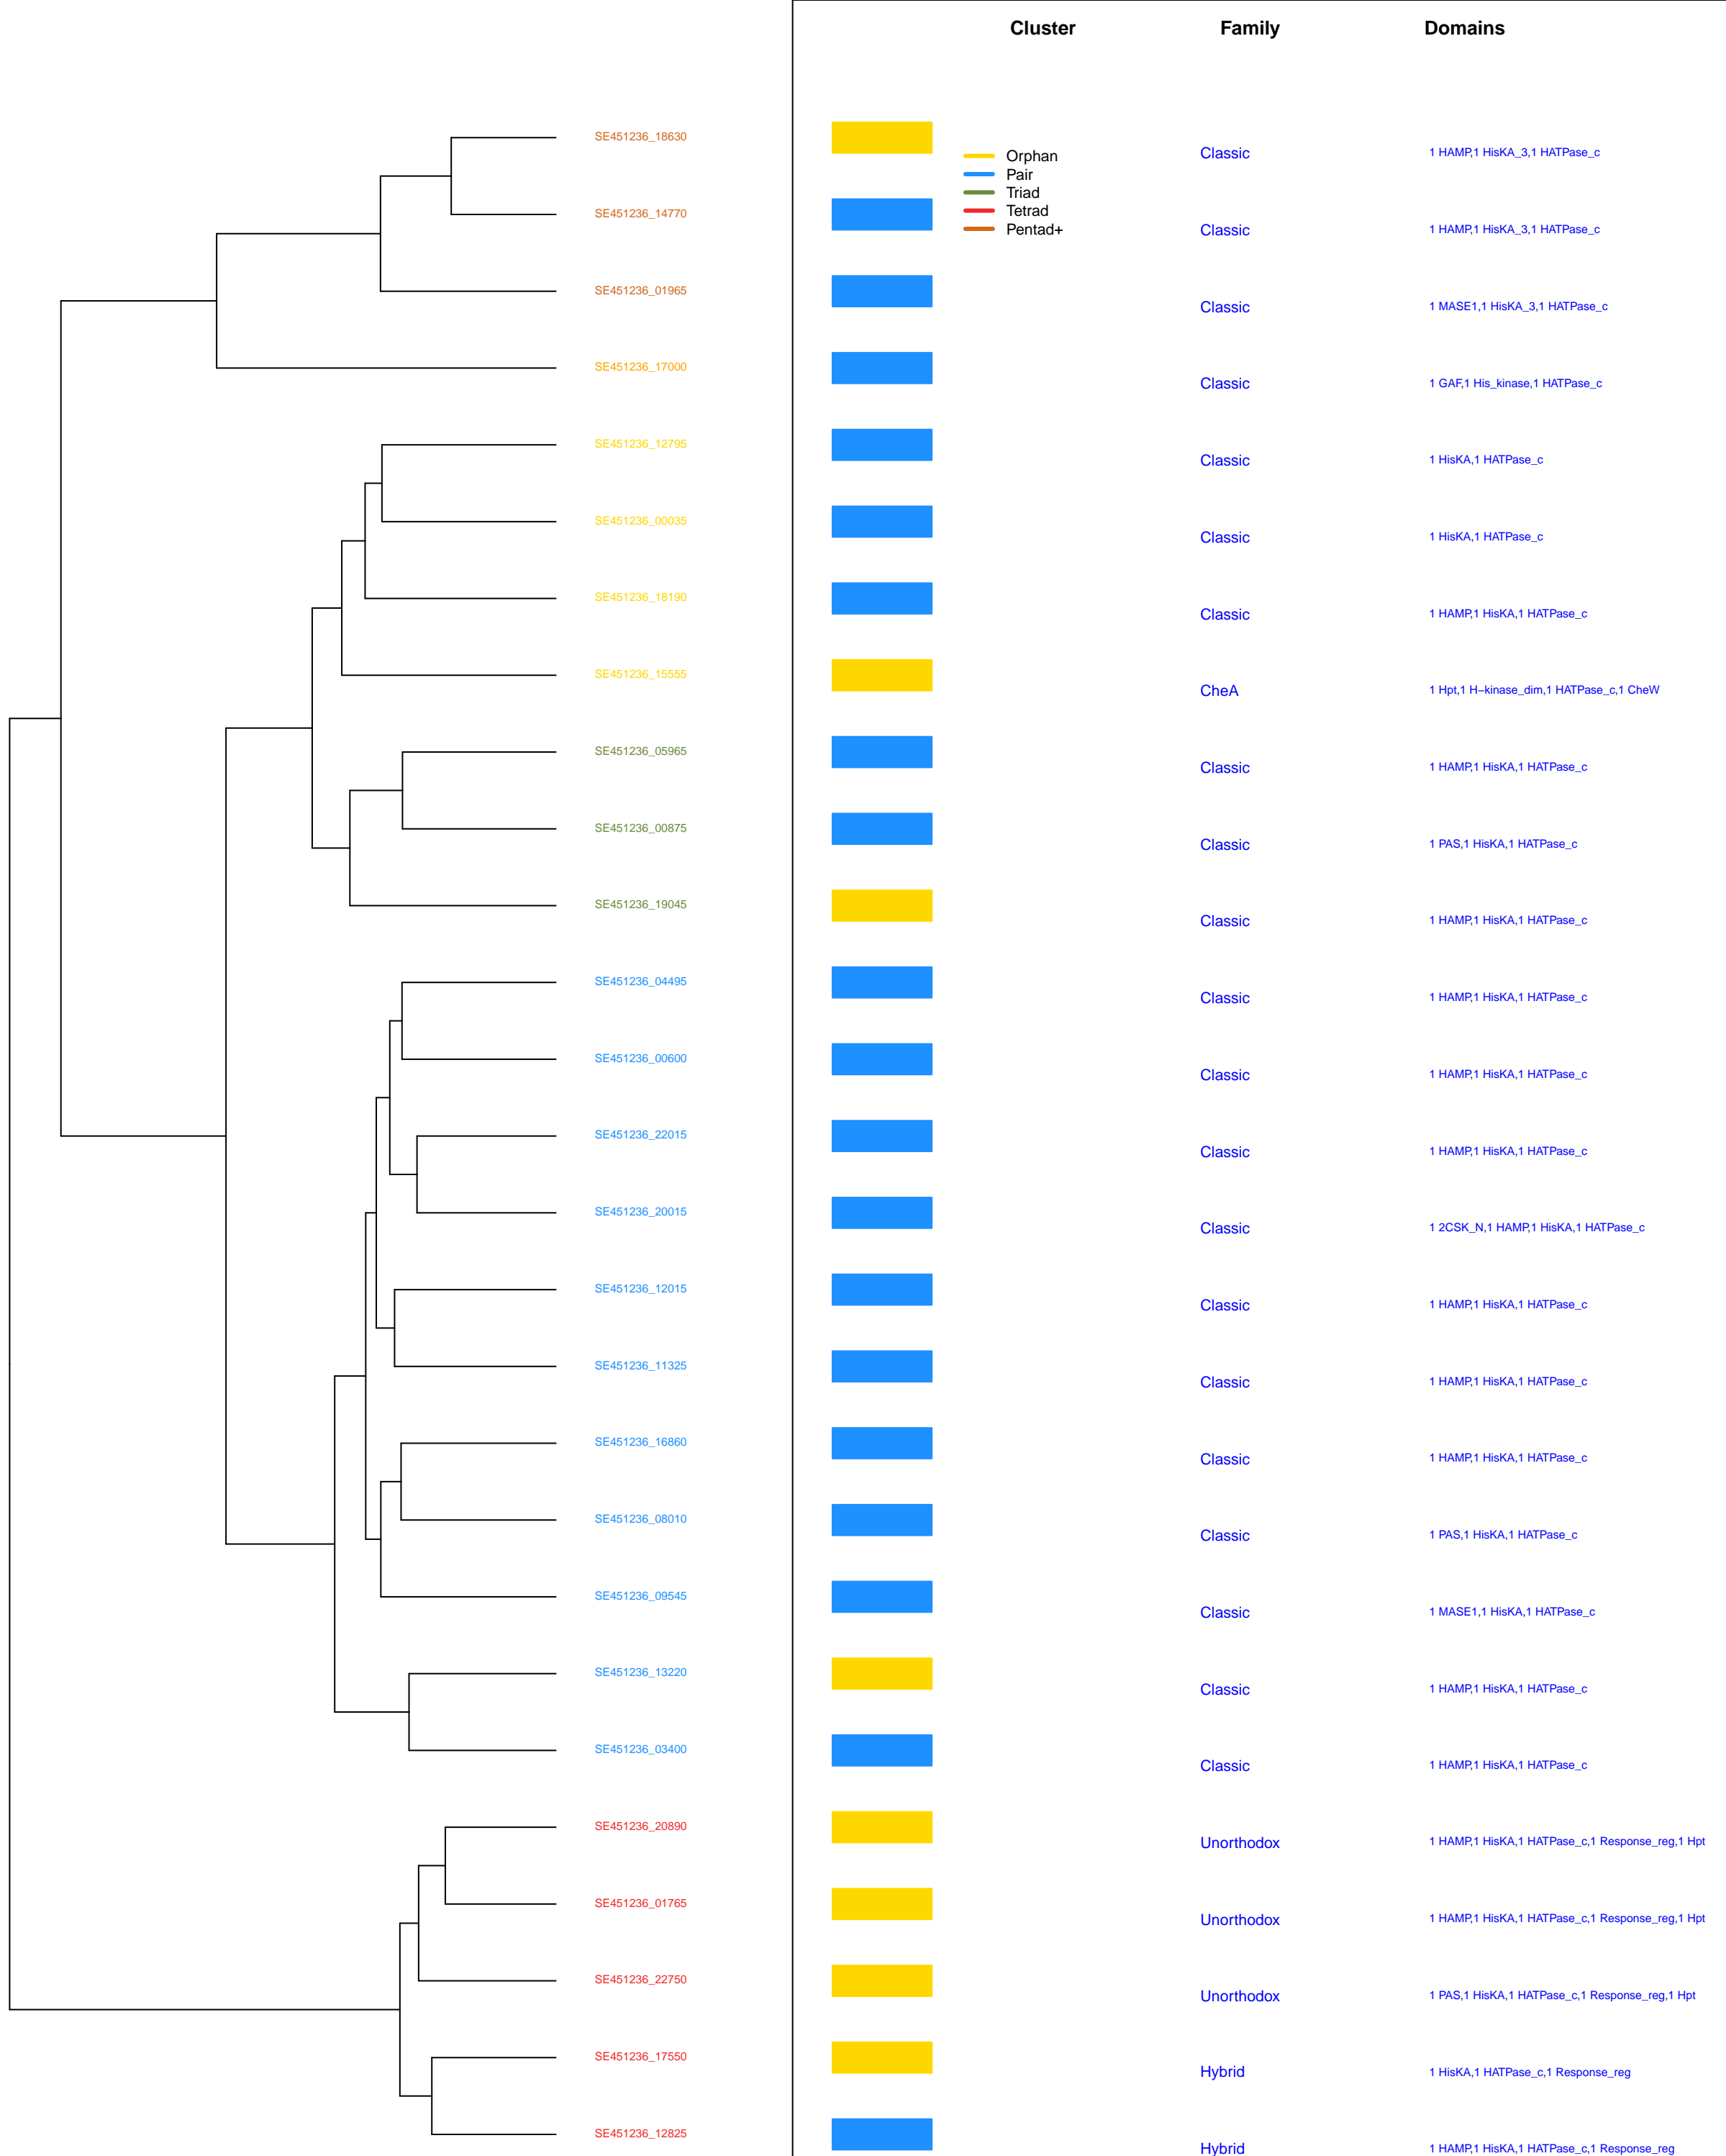 Cluster Family Domains
SE451236_18630
Orphan
Classic 1 HAMP,1 HisKA_3,1 HATPase_c
Pair
Triad
SE451236_14770 Tetrad
Pentad+
Classic 1 HAMP,1 HisKA_3,1 HATPase_c
SE451236_01965
Classic 1 MASE1,1 HisKA_3,1 HATPase_c
SE451236_17000
Classic 1 GAF,1 His_kinase,1 HATPase_c
SE451236_12795
Classic 1 HisKA,1 HATPase_c
SE451236_00035
Classic 1 HisKA,1 HATPase_c
SE451236_18190
Classic 1 HAMP,1 HisKA,1 HATPase_c
SE451236_15555
CheA 1 Hpt,1 H−kinase_dim,1 HATPase_c,1 CheW
SE451236_05965
Classic 1 HAMP,1 HisKA,1 HATPase_c
SE451236_00875
Classic 1 PAS,1 HisKA,1 HATPase_c
SE451236_19045
Classic 1 HAMP,1 HisKA,1 HATPase_c
SE451236_04495
Classic 1 HAMP,1 HisKA,1 HATPase_c
SE451236_00600
Classic 1 HAMP,1 HisKA,1 HATPase_c
SE451236_22015
Classic 1 HAMP,1 HisKA,1 HATPase_c
SE451236_20015
Classic 1 2CSK_N,1 HAMP,1 HisKA,1 HATPase_c
SE451236_12015
Classic 1 HAMP,1 HisKA,1 HATPase_c
SE451236_11325
Classic 1 HAMP,1 HisKA,1 HATPase_c
SE451236_16860
Classic 1 HAMP,1 HisKA,1 HATPase_c
SE451236_08010
Classic 1 PAS,1 HisKA,1 HATPase_c
SE451236_09545
Classic 1 MASE1,1 HisKA,1 HATPase_c
SE451236_13220
Classic 1 HAMP,1 HisKA,1 HATPase_c
SE451236_03400
Classic 1 HAMP,1 HisKA,1 HATPase_c
SE451236_20890
Unorthodox 1 HAMP,1 HisKA,1 HATPase_c,1 Response_reg,1 Hpt
SE451236_01765
Unorthodox 1 HAMP,1 HisKA,1 HATPase_c,1 Response_reg,1 Hpt
SE451236_22750
Unorthodox 1 PAS,1 HisKA,1 HATPase_c,1 Response_reg,1 Hpt
SE451236_17550
Hybrid 1 HisKA,1 HATPase_c,1 Response_reg
SE451236_12825
Hybrid 1 HAMP,1 HisKA,1 HATPase_c,1 Response_reg